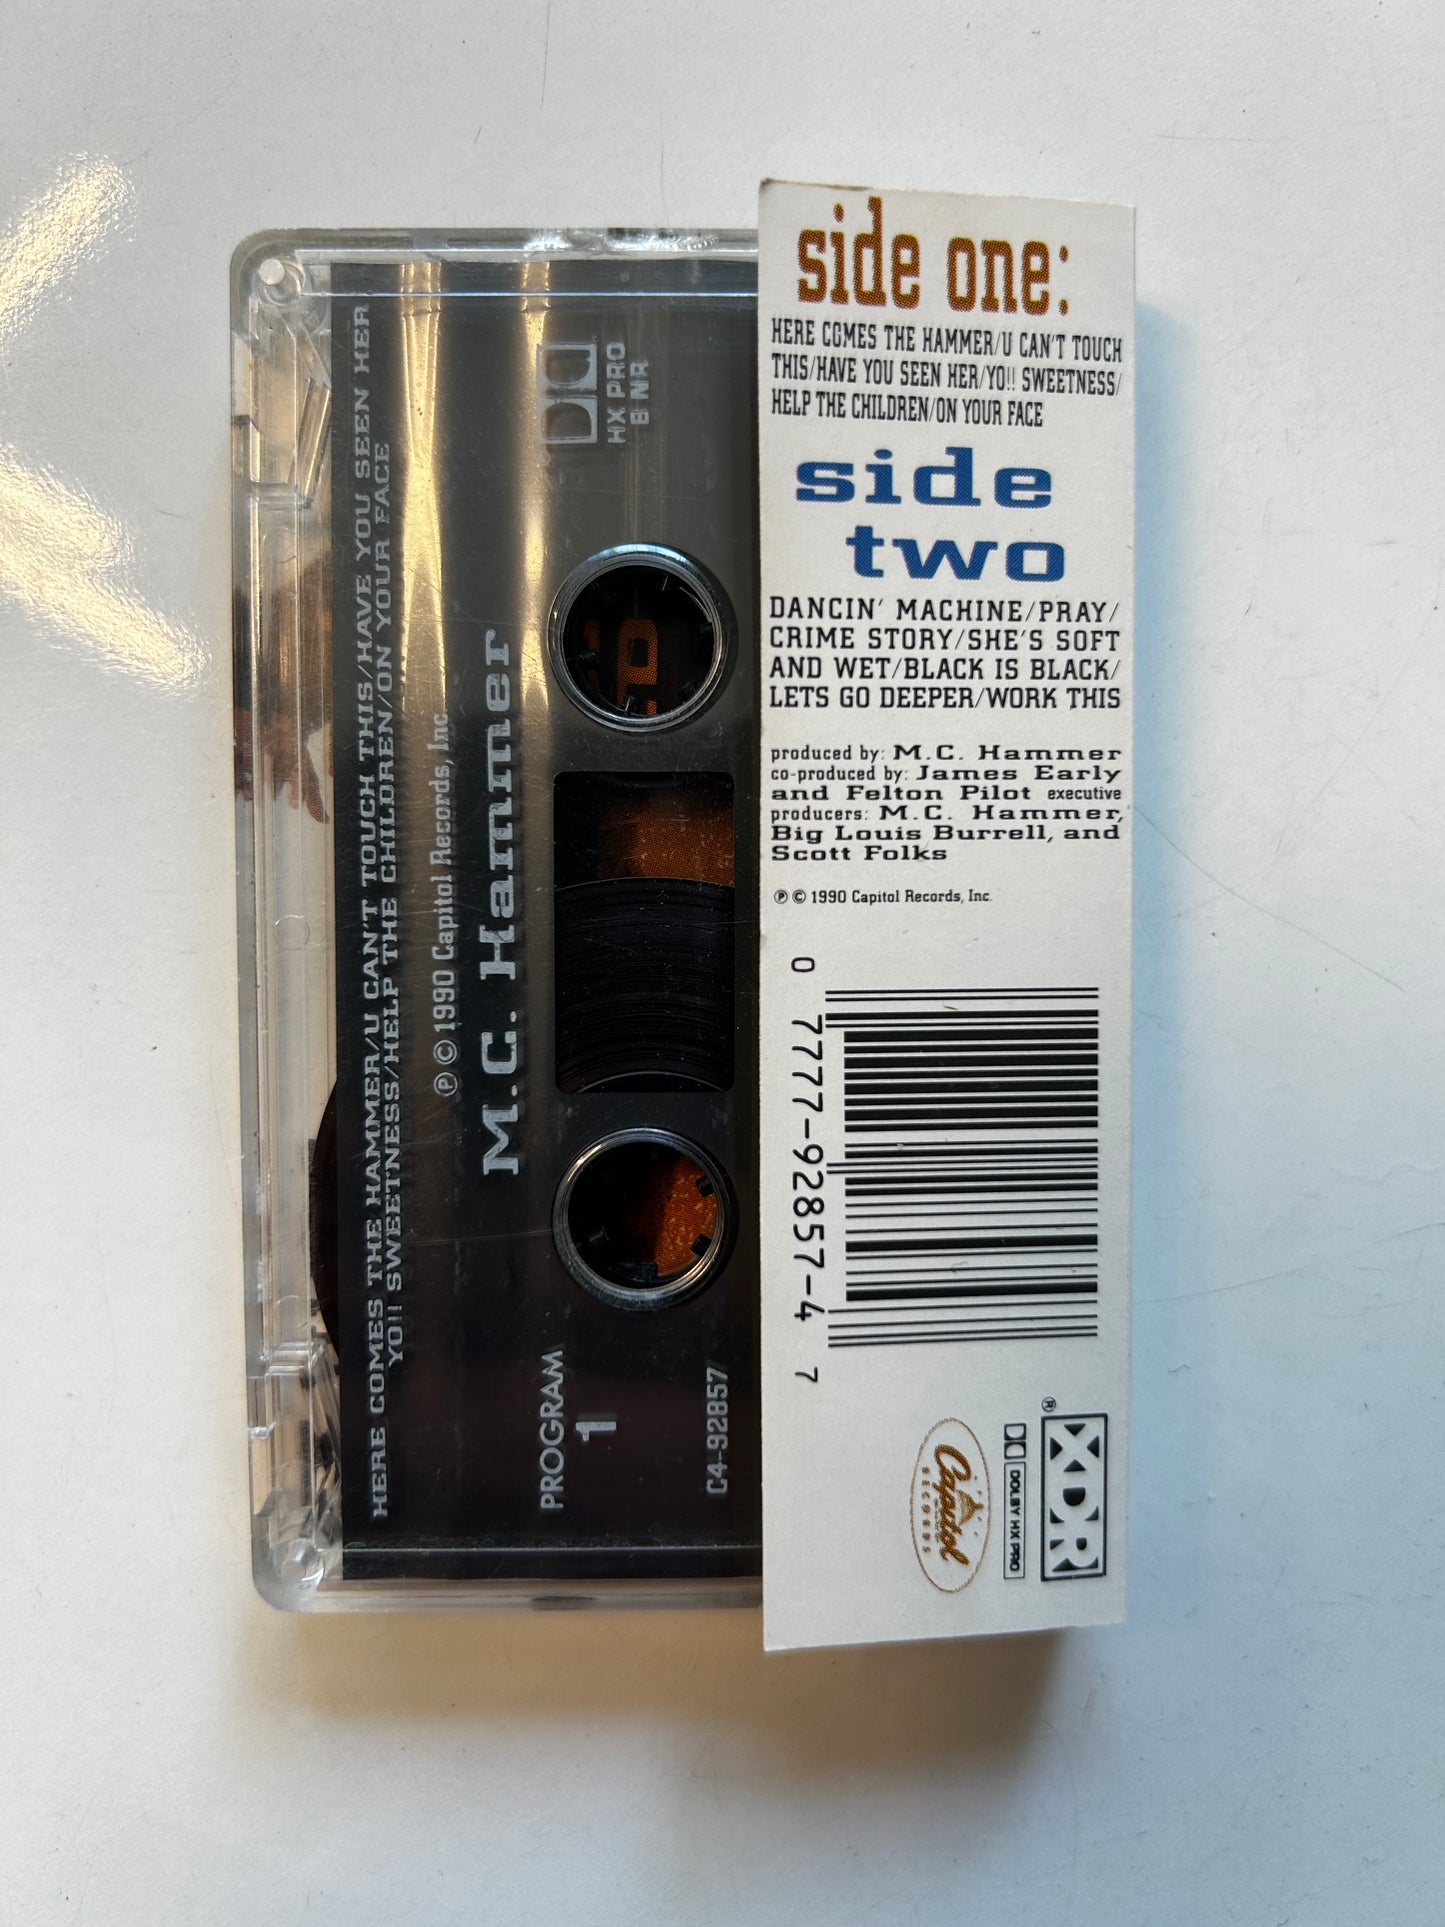 HERE COMES THE HAMMER/U CAN'T TOUCH THIS/HAVE YOU SEEN HER
YO!! SWEETNESS/HELP THE CHILDREN/ON YOUR FACE
℗ © 1990 Capitol Records, Inc.
M.C. Hammer
HX PRO
B NR
PROGRAM
1
C4-92857
side one:
HERE COMES THE HAMMER/U CAN'T TOUCH
THIS/HAVE YOU SEEN HER/YO!! SWEETNESS/
HELP THE CHILDREN/ON YOUR FACE
side
two
DANCIN' MACHINE/PRAY/
CRIME STORY/SHE'S SOFT
AND WET/BLACK IS BLACK/
LETS GO DEEPER/WORK THIS
produced by: M.C. Hammer
co-produced by: James Early
and Felton Pilot executive
producers: M.C. Hammer,
Big Louis Burrell, and
Scott Folks
℗ © 1990 Capitol Records, Inc.
0 7777-92857-4 7
XDR®
DOLBY HX PRO
Capitol
RECORDS